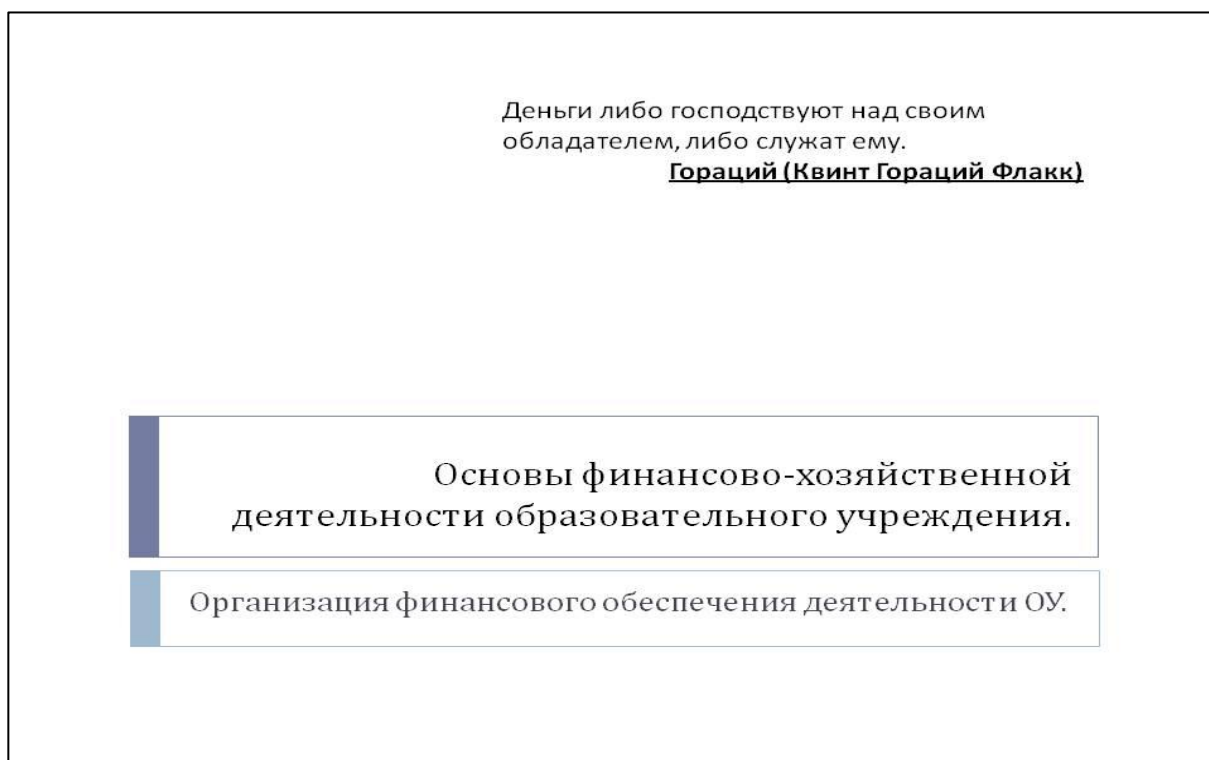 Деньги либо господствуют над своим
обладателем, либо служат ему.
Гораций (Квинт Гораций Флакк)
Основы финансово-хозяйственной
деятельности образовательного учреждения.
Организация финансового обеспечения деятельности ОУ.